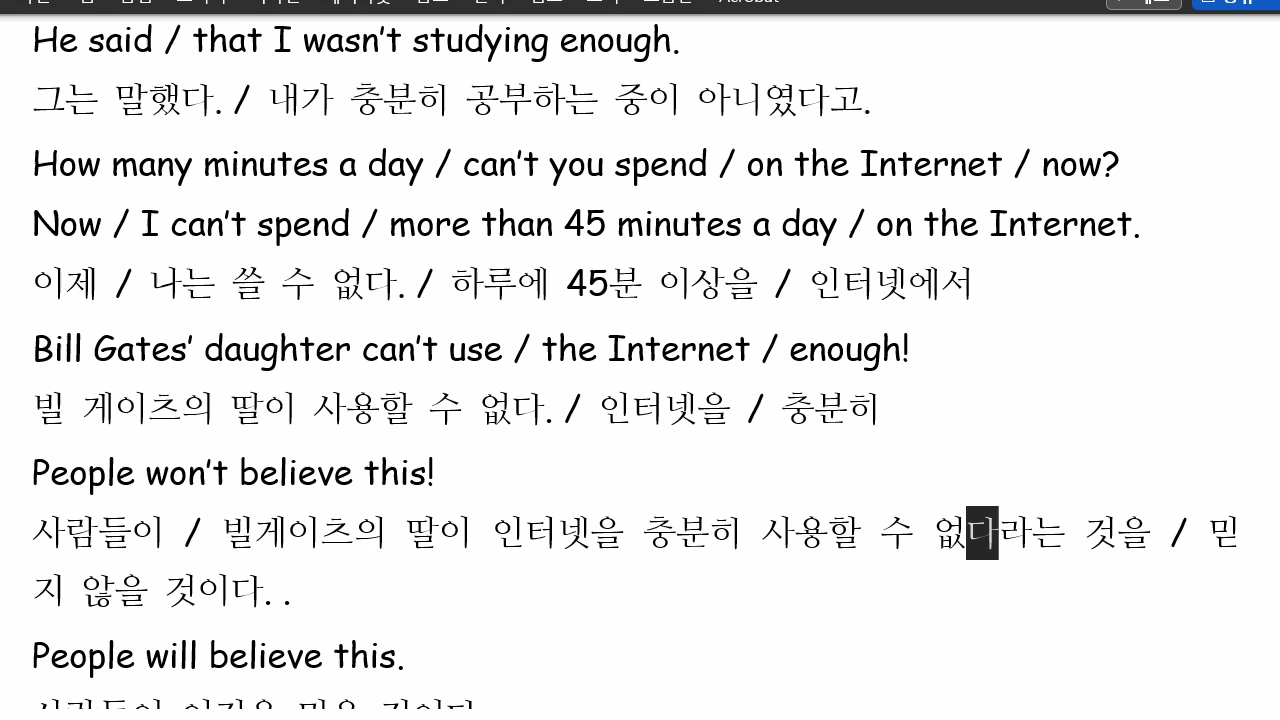 Acrobat
He said / that I wasn't studying enough.
그는 말했다. / 내가 충분히 공부하는 중이 아니였다고.
How many minutes a day / can't you spend / on the Internet / now?
Now / I can't spend / more than 45 minutes a day / on the Internet.
이제 / 나는 쓸 수 없다. / 하루에 45분 이상을 / 인터넷에서
Bill Gates' daughter can't use / the Internet / enough!
빌 게이츠의 딸이 사용할 수 없다. / 인터넷을 / 충분히
People won't believe this!
사람들이 / 빌게이츠의 딸이 인터넷을 충분히 사용할 수 없다라는 것을 / 믿
지 않을 것이다. .
People will believe this.